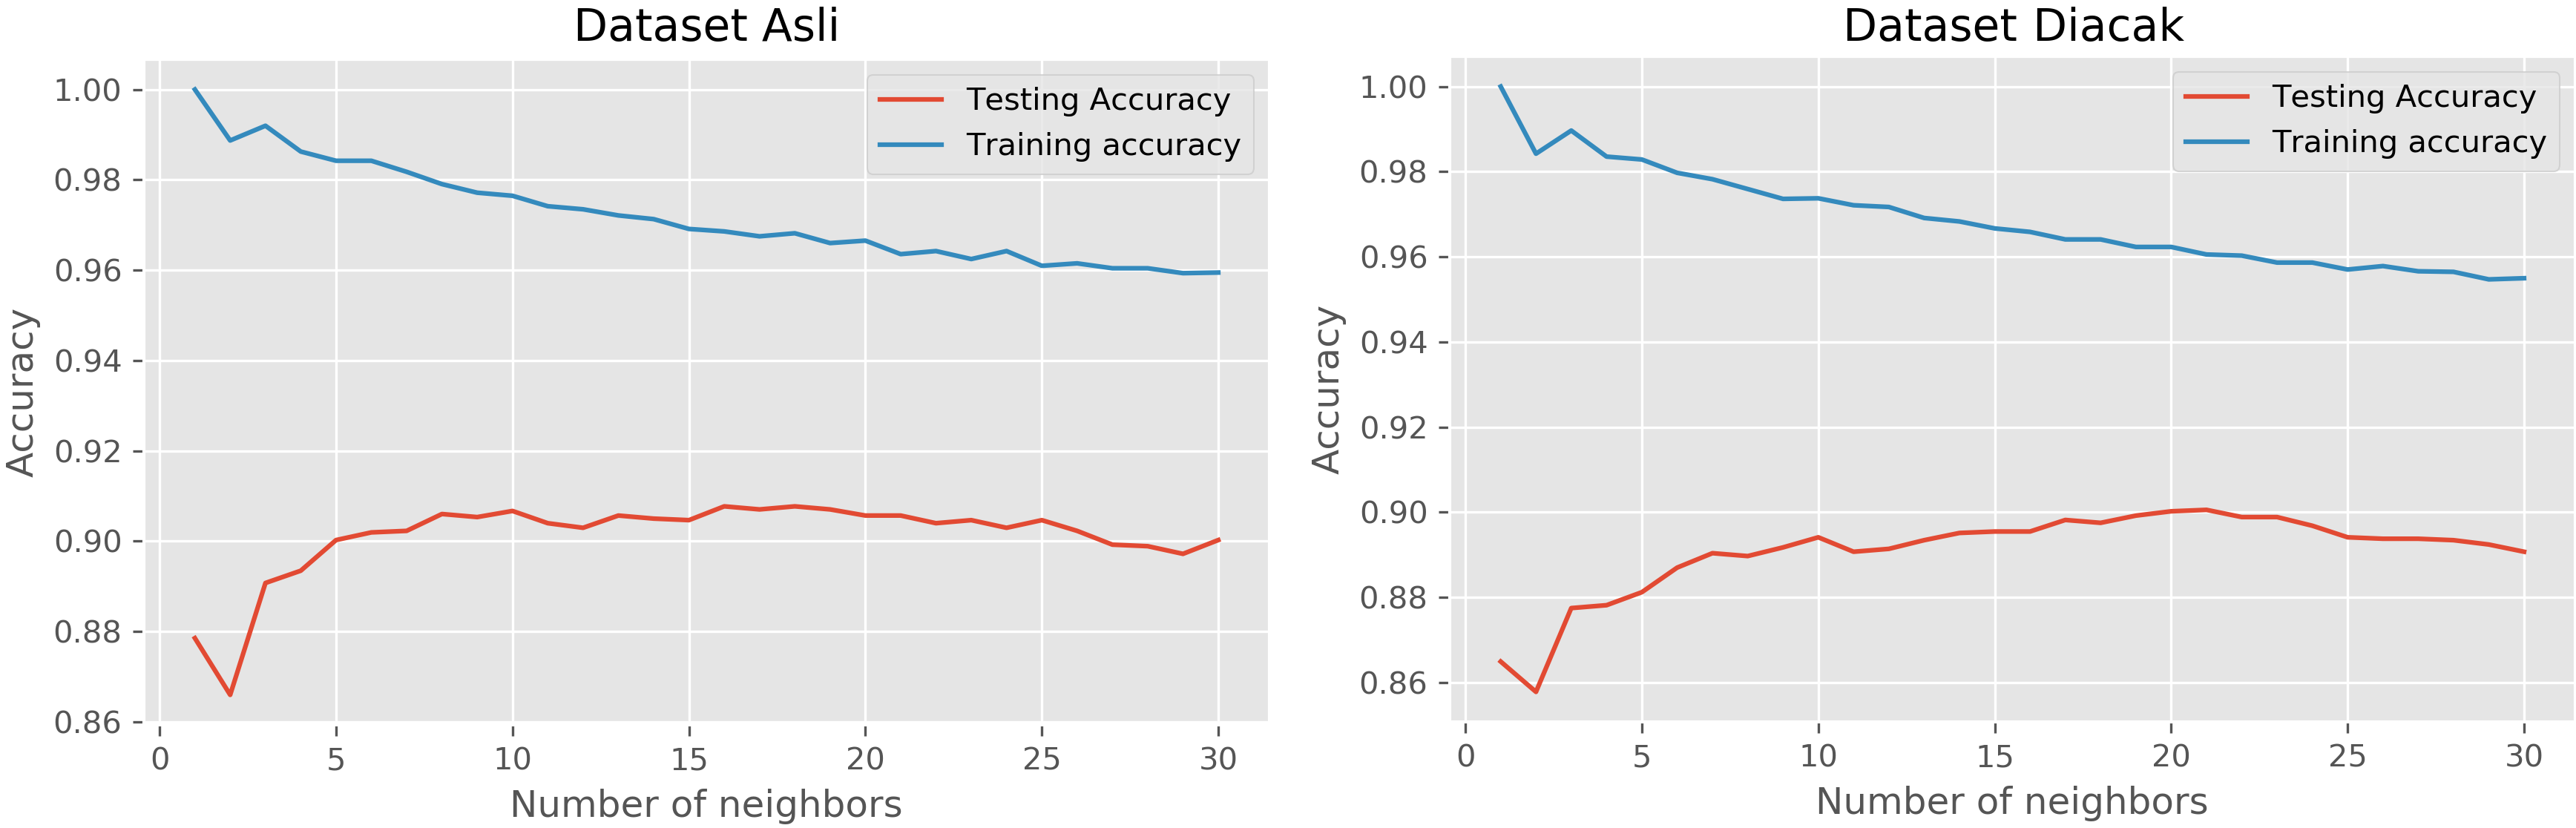 Dataset Asli
1.00
0.98
0.96
0.94
0.92
0.90
0.88
0.86
Accuracy
Testing Accuracy
Training accuracy
0 5 10 15 20 25 30
Number of neighbors
Dataset Diacak
1.00
0.98
0.96
0.94
0.92
0.90
0.88
0.86
Accuracy
Testing Accuracy
Training accuracy
0 5 10 15 20 25 30
Number of neighbors